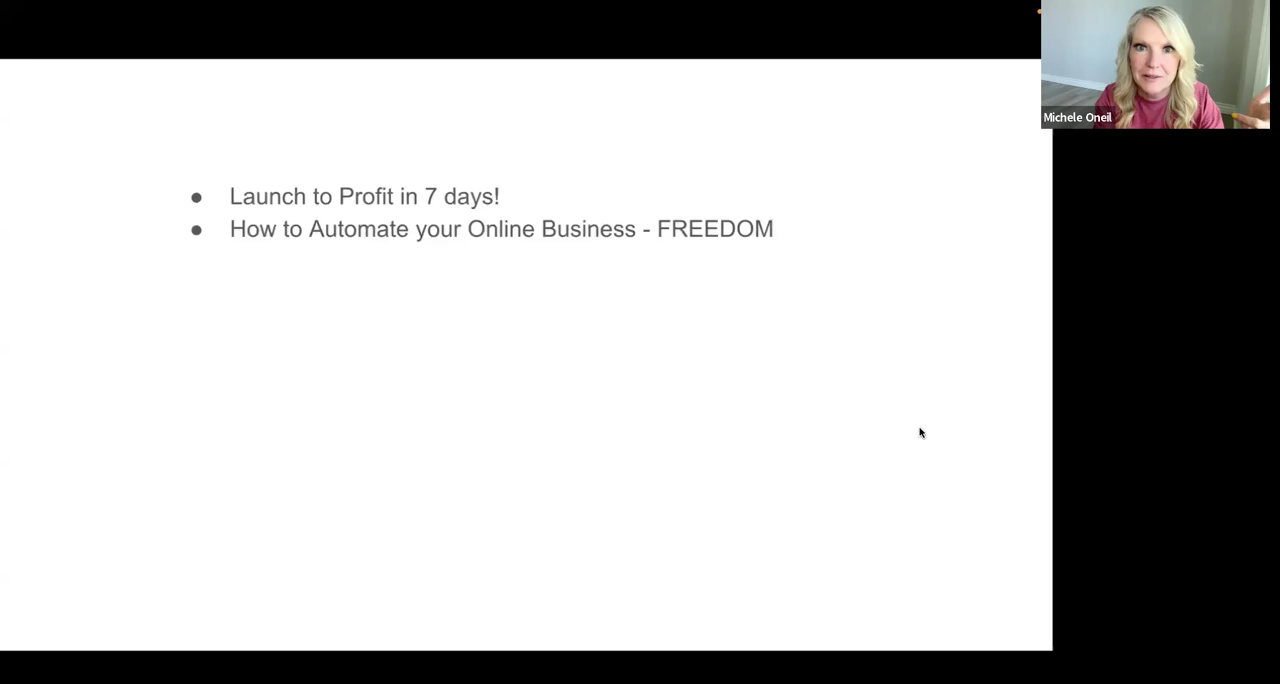 Michele Oneil
● Launch to Profit in 7 days!
● How to Automate your Online Business - FREEDOM